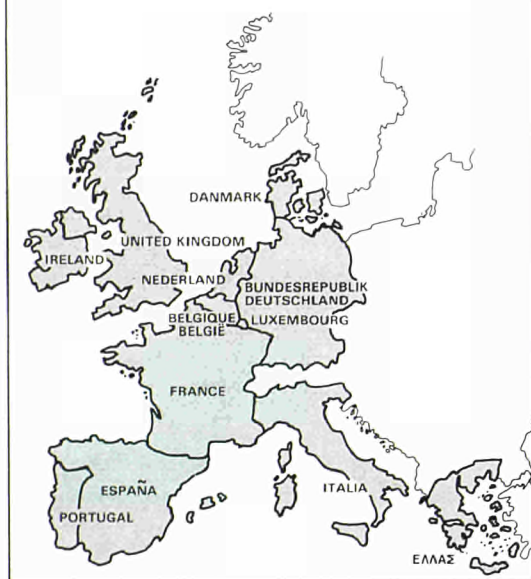 DANMARK
UNITED KINGDOM
IRELAND
NEDERLAND
BUNDESREPUBLIK
DEUTSCHLAND
BELGIQUE
BELGIË
LUXEMBOURG
FRANCE
ESPAÑA
PORTUGAL
ITALIA
ΕΛΛΑΣ